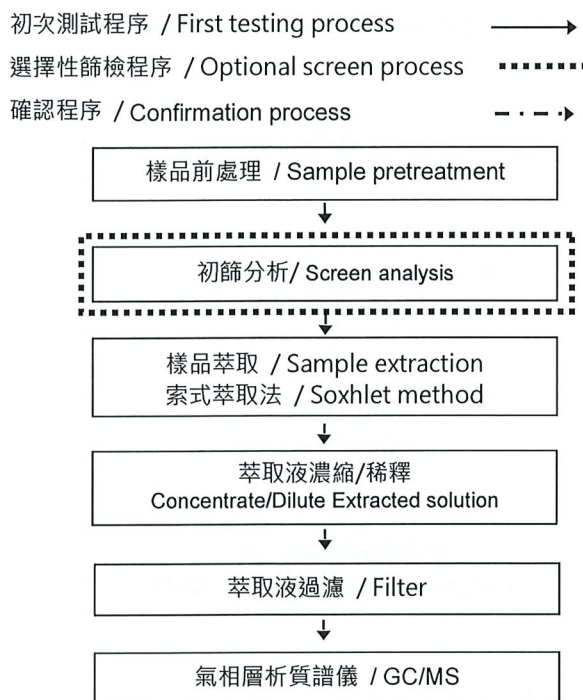 初次測試程序 / First testing process
選擇性篩檢程序 / Optional screen process
確認程序 / Confirmation process
樣品前處理 / Sample pretreatment
初篩分析/ Screen analysis
樣品萃取 / Sample extraction
索式萃取法 / Soxhlet method
萃取液濃縮/稀釋
Concentrate/Dilute Extracted solution
萃取液過濾 / Filter
氣相層析質譜儀 / GC/MS